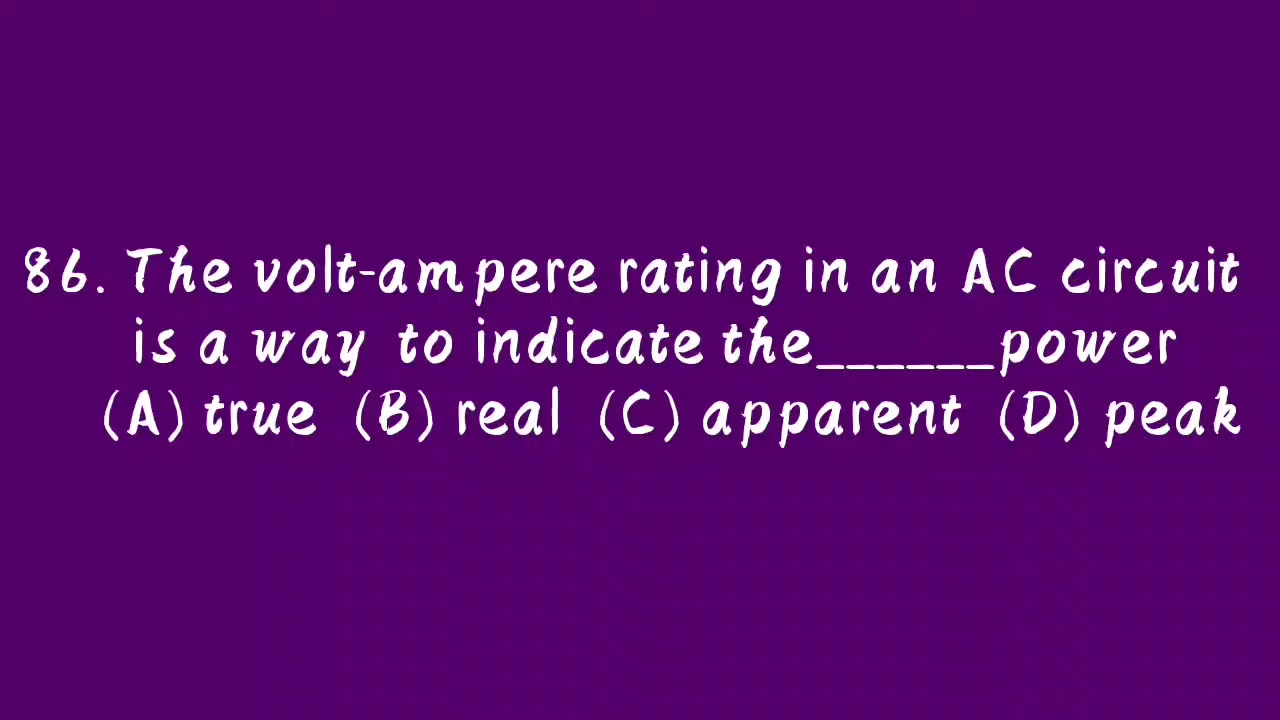 86. The volt-ampere rating in an AC circuit
is a way to indicate the______power
(A) true (B) real (C) apparent (D) peak